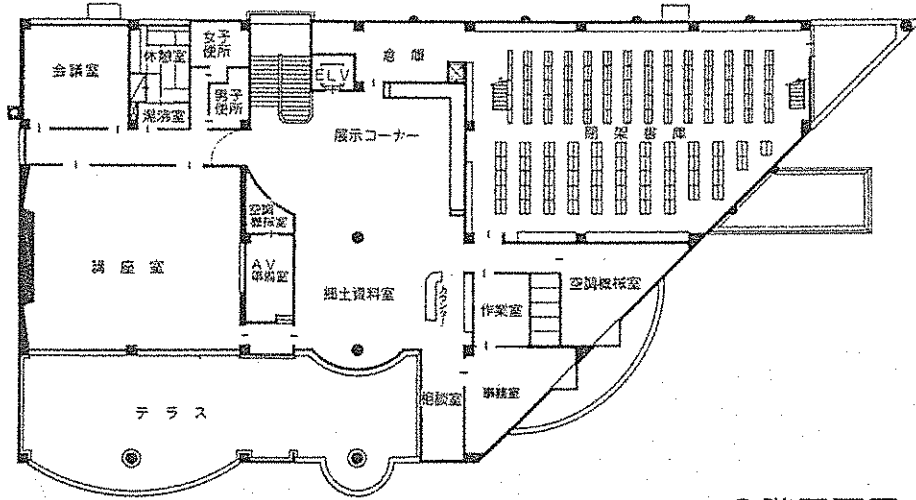 会議室
休憩室
湯沸室
女子
便所
男子
便所
ELV
倉庫
展示コーナー
閉架書庫
講座室
空調
機械室
AV
準備室
郷土資料室
カウンター
作業室
空調機械室
相談室
事務室
テラス